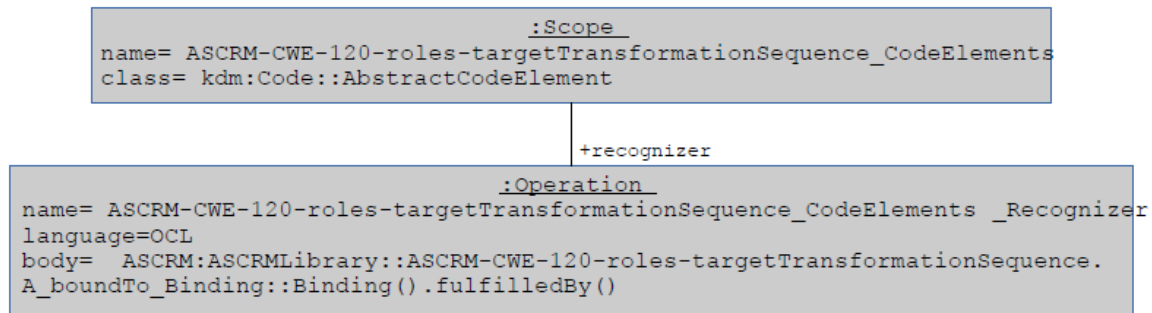 :Scope
name= ASCRM-CWE-120-roles-targetTransformationSequence_CodeElements
class= kdm:Code::AbstractCodeElement
+recognizer
:Operation
name= ASCRM-CWE-120-roles-targetTransformationSequence_CodeElements _Recognizer
language=OCL
body=  ASCRM:ASCRMLibrary::ASCRM-CWE-120-roles-targetTransformationSequence.
A_boundTo_Binding::Binding().fulfilledBy()